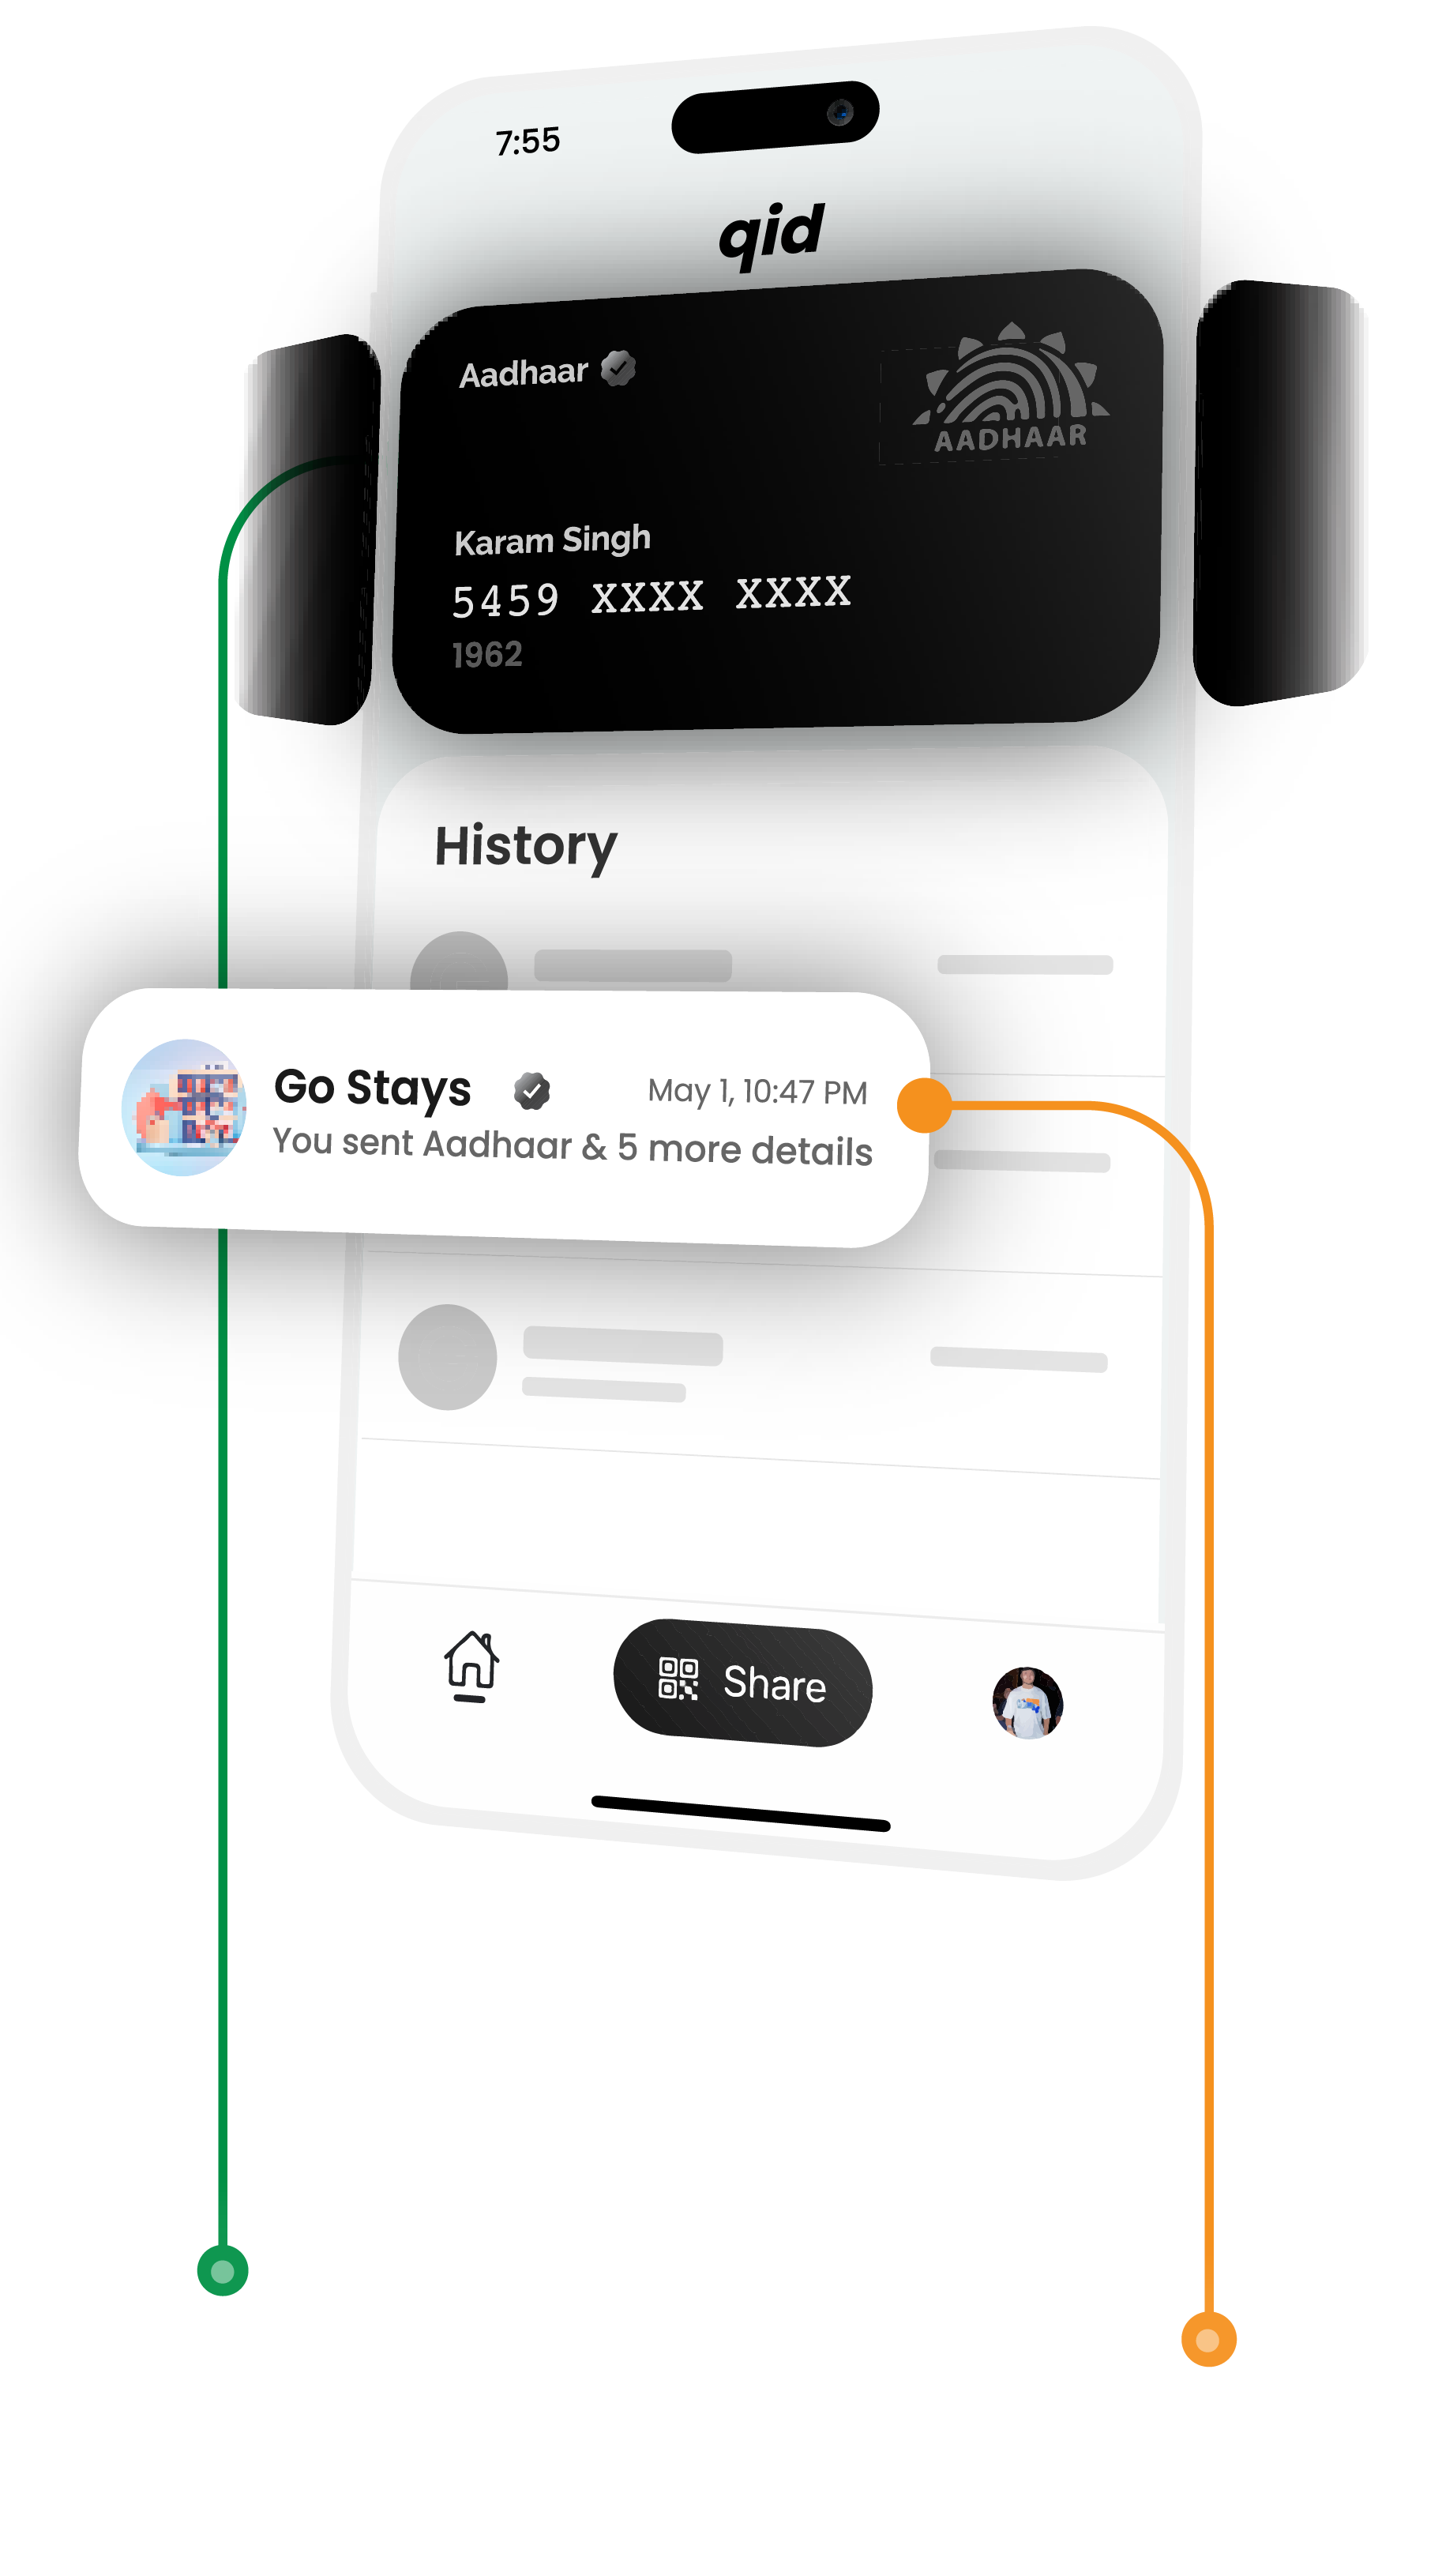 7:55
qid
Aadhaar
AADHAAR
Karam Singh
5459 XXXX XXXX
1962
History
Go Stays May 1, 10:47 PM
You sent Aadhaar & 5 more details
Share